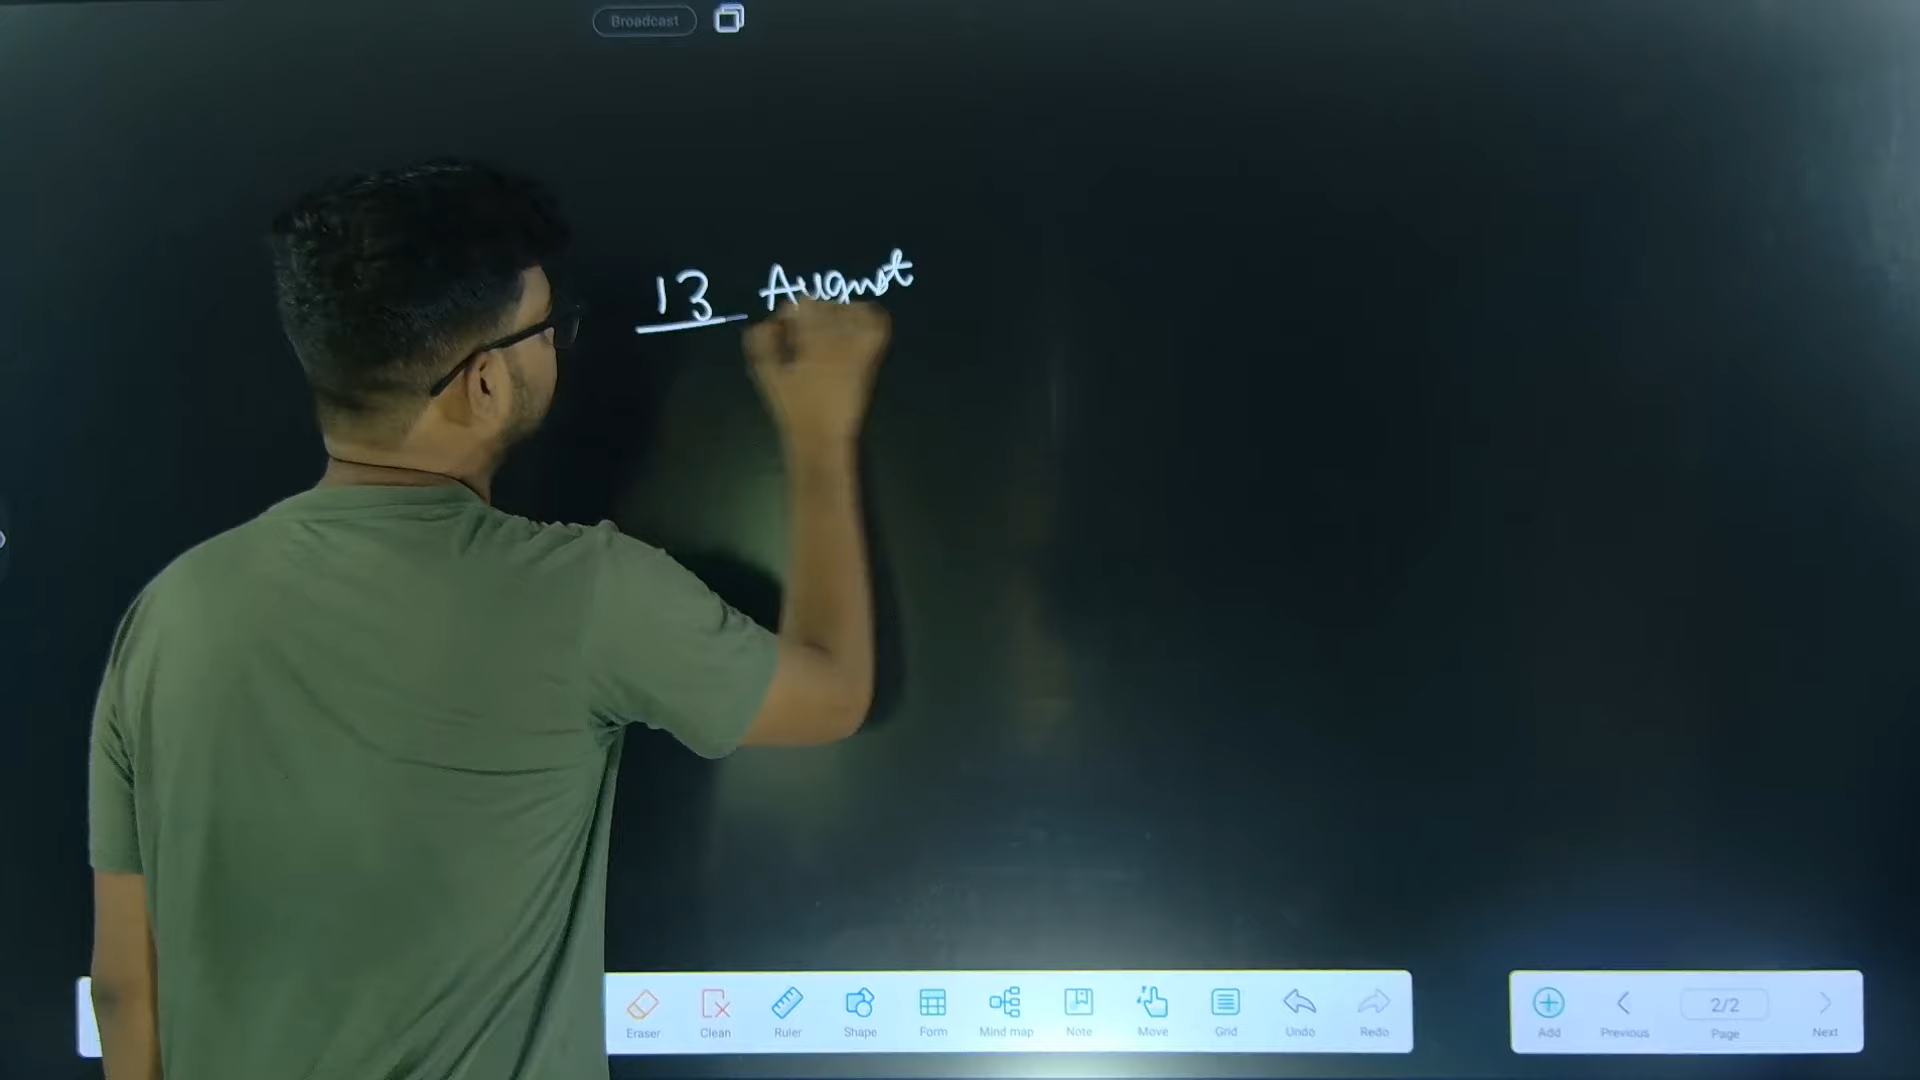 Broadcast
13 August
Eraser Clean Ruler Shape Form Mind map Note Move Grid Undo Redo
Add Previous 2/2 Page Next